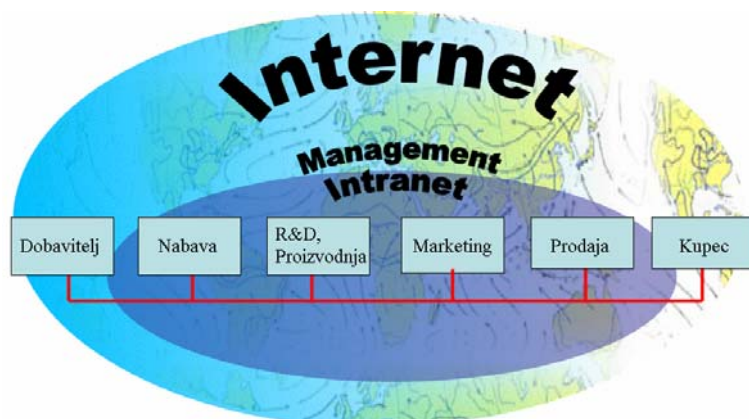 Internet
Management
Intranet
Dobavitelj
Nabava
R&D,
Proizvodnja
Marketing
Prodaja
Kupec